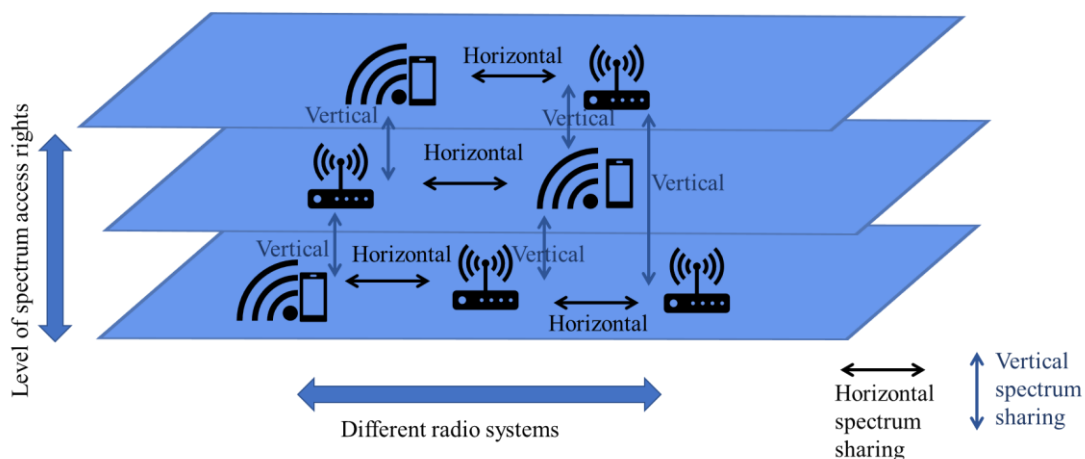 Horizontal
Vertical
Vertical
Horizontal
Vertical
Vertical
Horizontal
Vertical
Horizontal
Level of spectrum access rights
Different radio systems
Horizontal
spectrum
sharing
Vertical
spectrum
sharing